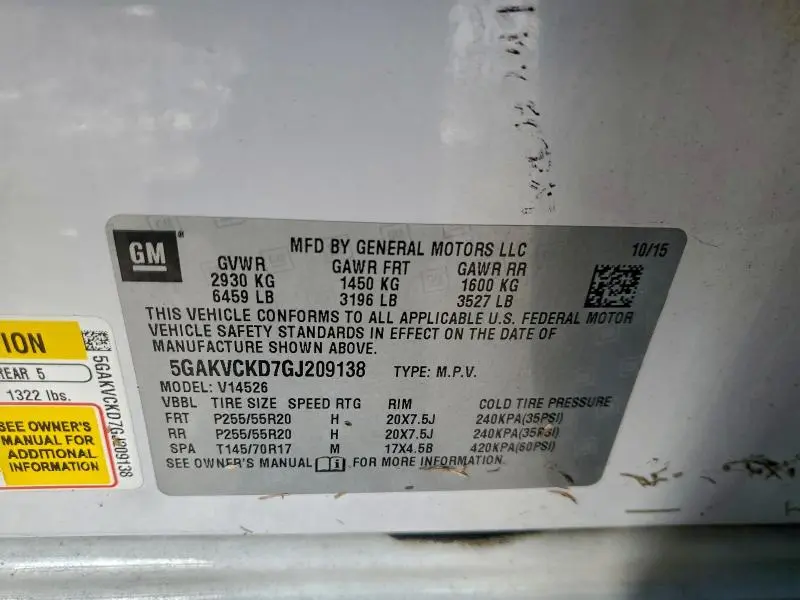 GM
MFD BY GENERAL MOTORS LLC 10/15
GVWR GAWR FRT GAWR RR
2930 KG 1450 KG 1600 KG
6459 LB 3196 LB 3527 LB
THIS VEHICLE CONFORMS TO ALL APPLICABLE U.S. FEDERAL MOTOR
VEHICLE SAFETY STANDARDS IN EFFECT ON THE DATE OF
MANUFACTURE SHOWN ABOVE.
5GAKVCKD7GJ209138 TYPE: M.P.V.
MODEL: V14526
VBBL TIRE SIZE SPEED RTG RIM COLD TIRE PRESSURE
FRT P255/55R20 H 20X7.5J 240KPA(35PSI)
RR P255/55R20 H 20X7.5J 240KPA(35PSI)
SPA T145/70R17 M 17X4.5B 420KPA(60PSI)
SEE OWNER'S MANUAL FOR MORE INFORMATION
TION
REAR 5
1322 lbs.
SEE OWNER'S
MANUAL FOR
ADDITIONAL
INFORMATION
5GAKVCKD7GJ209138